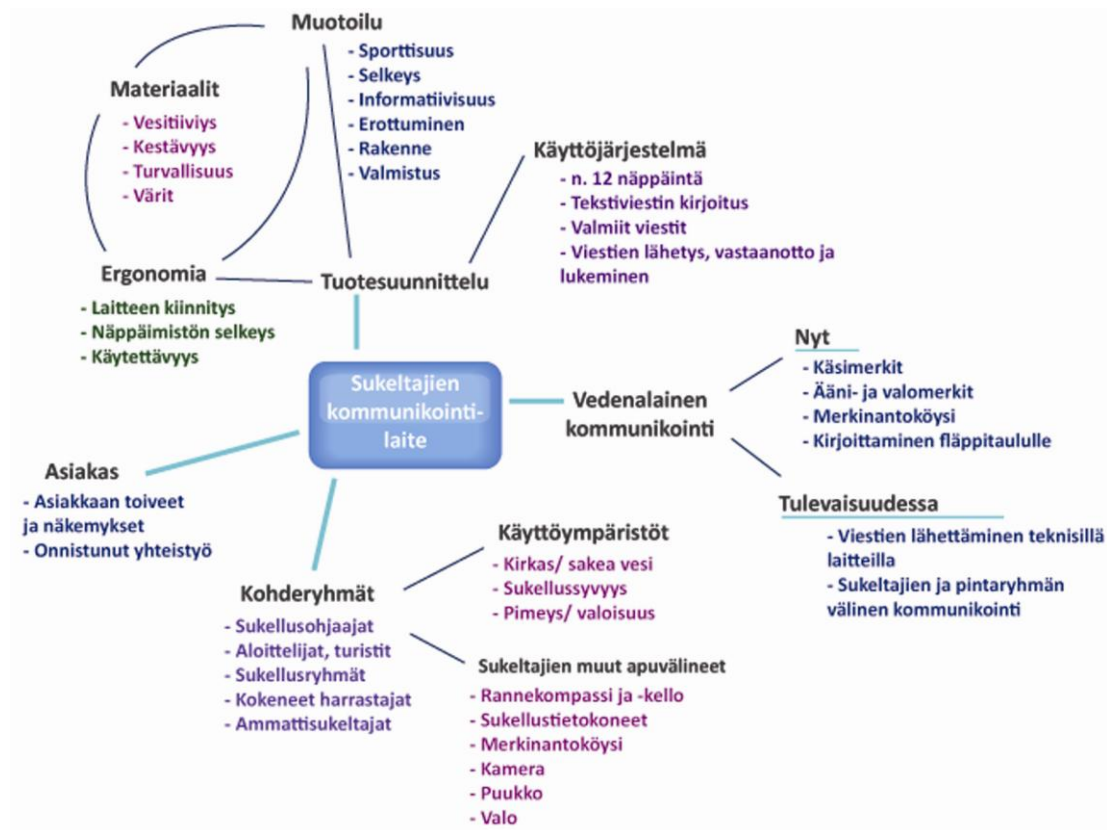 Muotoilu
- Sporttisuus
- Selkeys
- Informatiivisuus
- Erottuminen
- Rakenne
- Valmistus
Materiaalit
- Vesitiiviys
- Kestävyys
- Turvallisuus
- Värit
Käyttöjärjestelmä
- n. 12 näppäintä
- Tekstiviestin kirjoitus
- Valmiit viestit
- Viestien lähetys, vastaanotto ja
lukeminen
Ergonomia
- Laitteen kiinnitys
- Näppäimistön selkeys
- Käytettävyys
Tuotesuunnittelu
Sukeltajien
kommunikointi-
laite
Vedenalainen
kommunikointi
Nyt
- Käsimerkit
- Ääni- ja valomerkit
- Merkinantoköysi
- Kirjoittaminen fläppitaululle
Tulevaisuudessa
- Viestien lähettäminen teknisillä
laitteilla
- Sukeltajien ja pintaryhmän
välinen kommunikointi
Asiakas
- Asiakkaan toiveet
ja näkemykset
- Onnistunut yhteistyö
Kohderyhmät
- Sukellusohjaajat
- Aloittelijat, turistit
- Sukellusryhmät
- Kokeneet harrastajat
- Ammattisukeltajat
Käyttöympäristöt
- Kirkas/ sakea vesi
- Sukellussyvyys
- Pimeys/ valoisuus
Sukeltajien muut apuvälineet
- Rannekompassi ja -kello
- Sukellustietokoneet
- Merkinantoköysi
- Kamera
- Puukko
- Valo